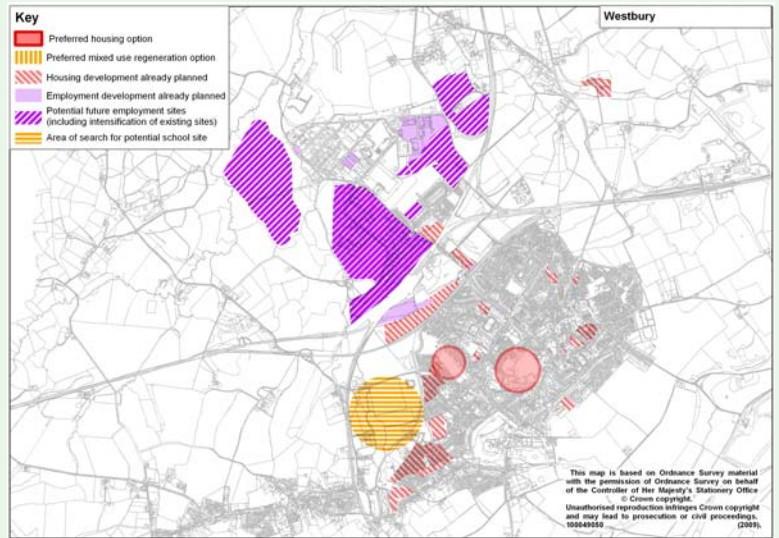 Key
Preferred housing option
Preferred mixed use regeneration option
Housing development already planned
Employment development already planned
Potential future employment sites
(including intensification of existing sites)
Area of search for potential school site
Westbury
This map is based on Ordnance Survey material
with the permission of Ordnance Survey on behalf
of the Controller of Her Majesty's Stationery Office
© Crown copyright.
Unauthorised reproduction infringes Crown copyright
and may lead to prosecution or civil proceedings.
100049050 (2009).